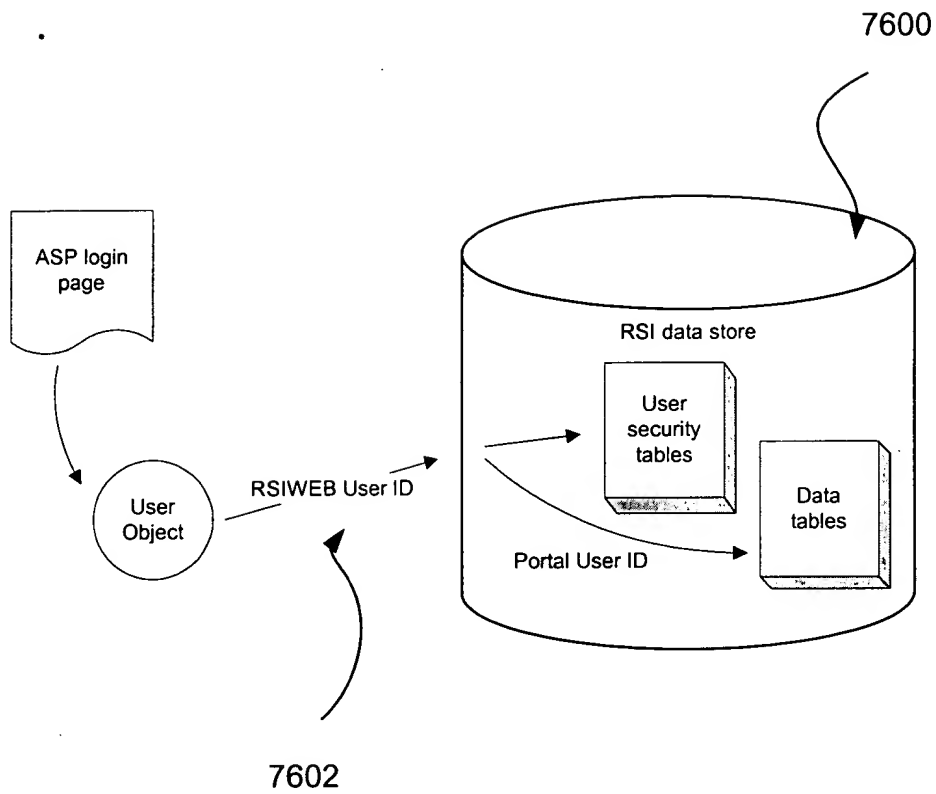 7600
ASP login
page
RSI data store
User
security
tables
RSIWEB User ID
User
Object
Data
tables
Portal User ID
7602